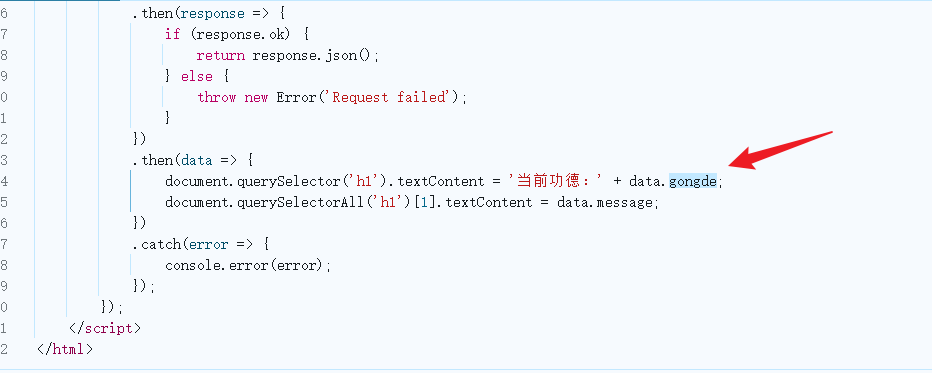 6 .then(response => {
7 if (response.ok) {
8 return response.json();
9 } else {
0 throw new Error('Request failed');
1 }
2 })
3 .then(data => {
4 document.querySelector('h1').textContent = '当前功德：' + data.gongde;
5 document.querySelectorAll('h1')[1].textContent = data.message;
6 })
7 .catch(error => {
8 console.error(error);
9 });
0 });
1 </script>
2 </html>